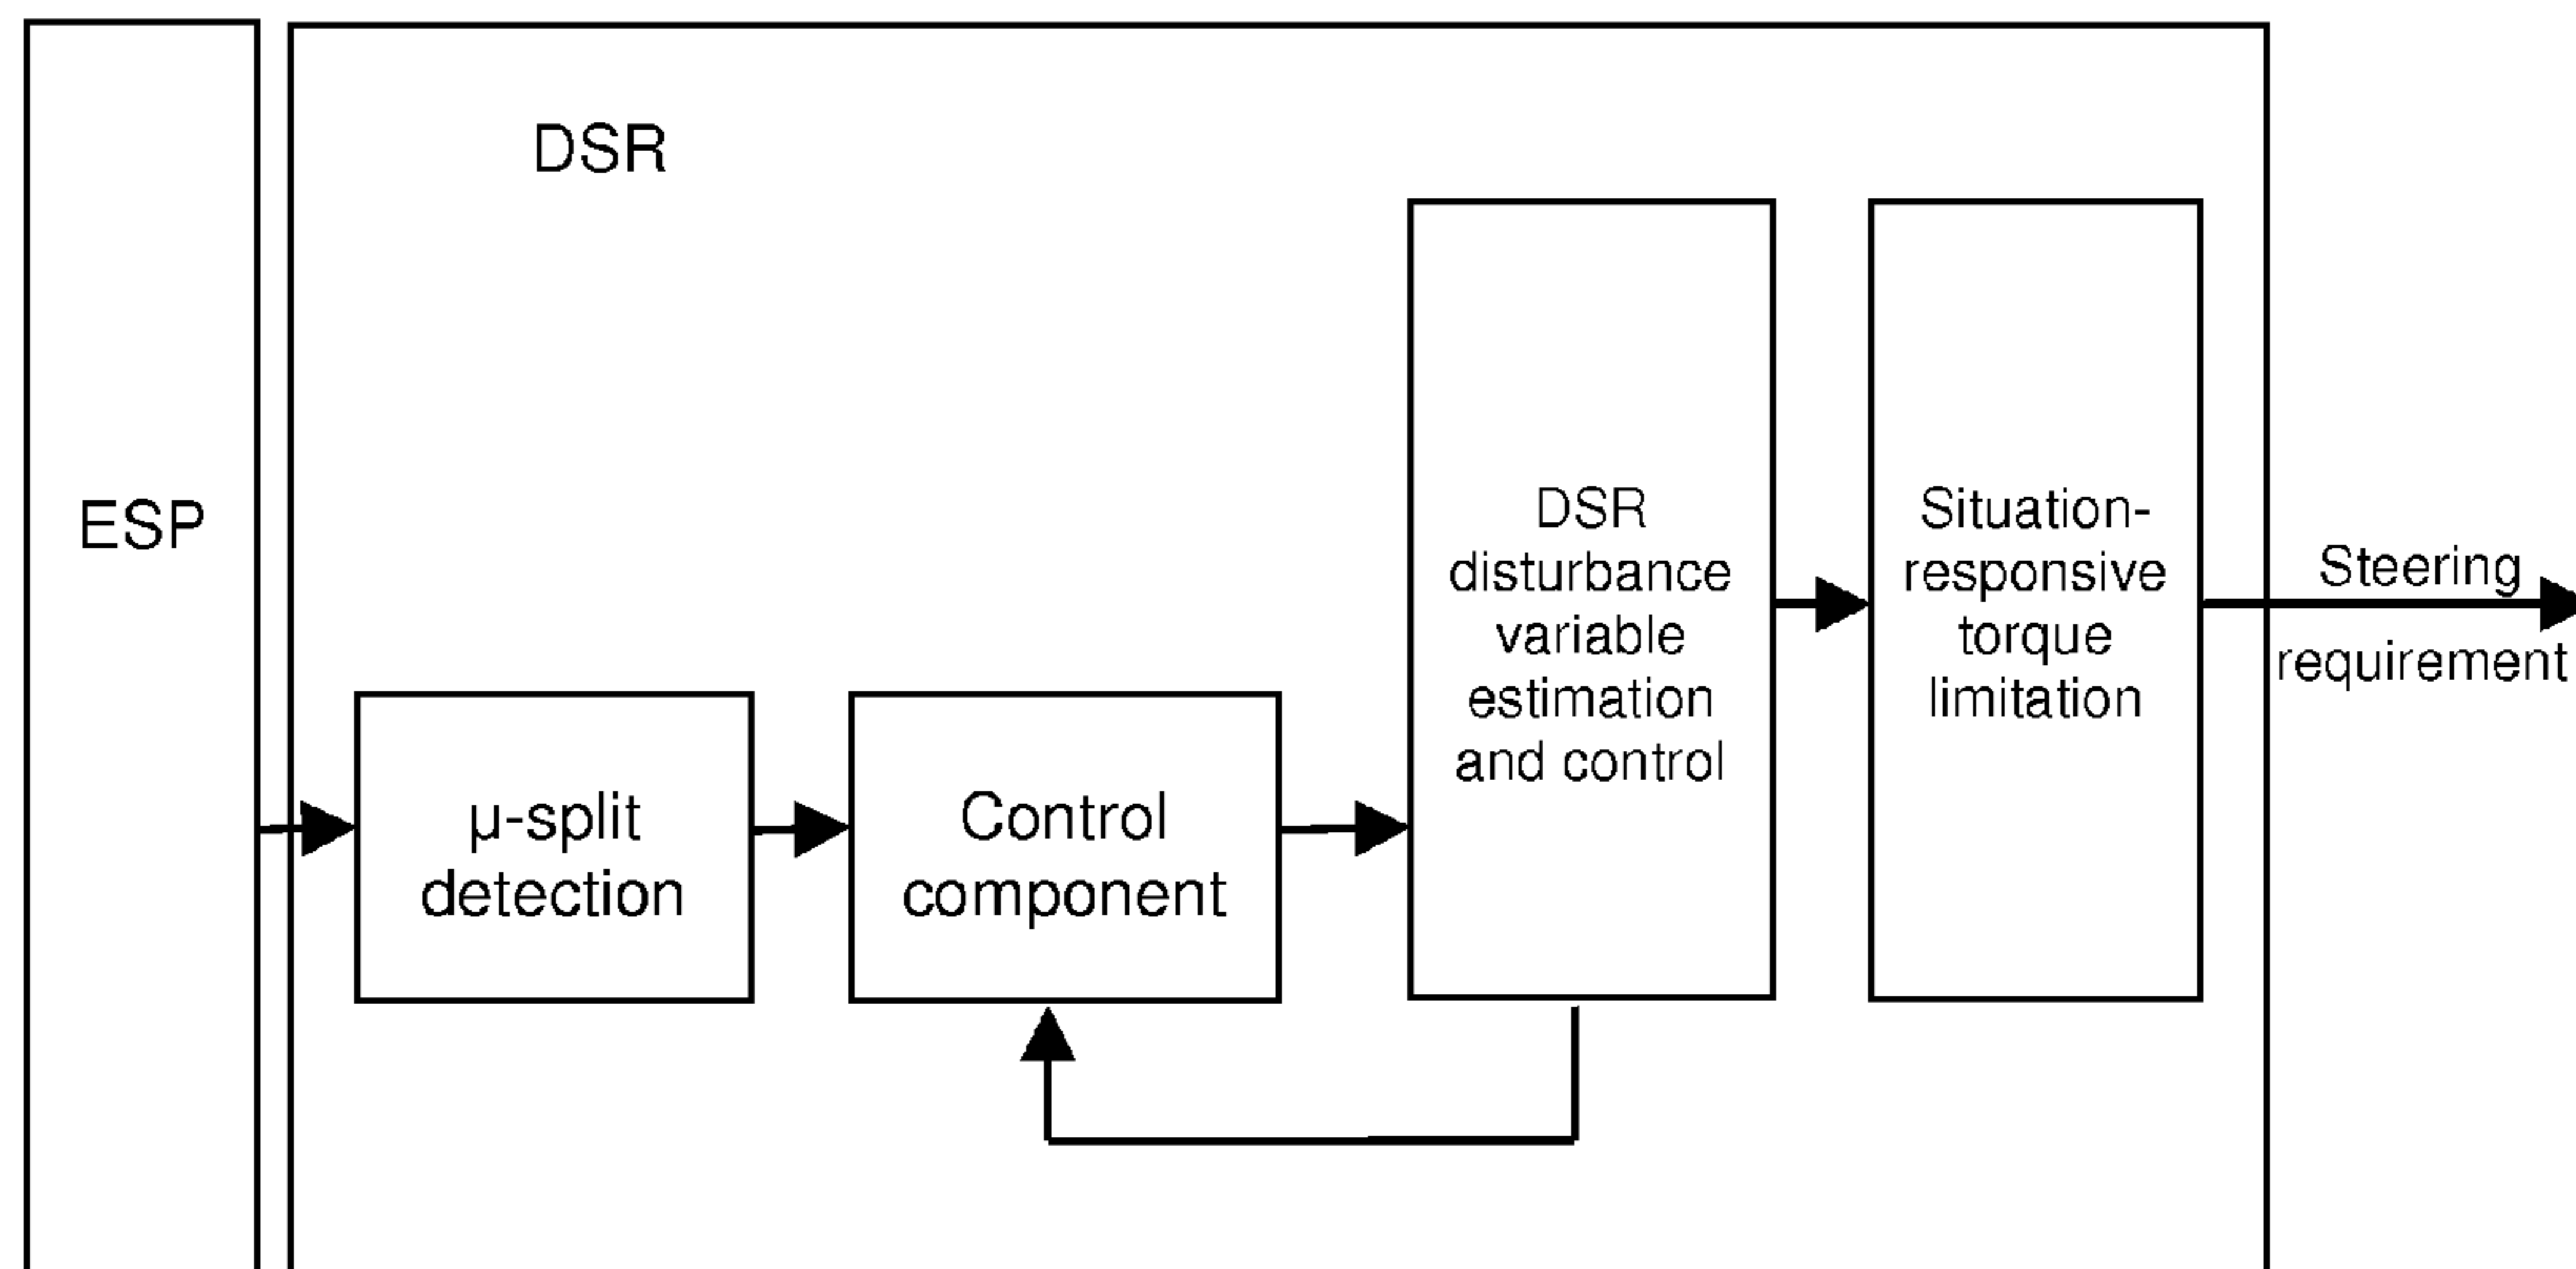 ESP
DSR
µ-split
detection
Control
component
DSR
disturbance
variable
estimation
and control
Situation-
responsive
torque
limitation
Steering
requirement